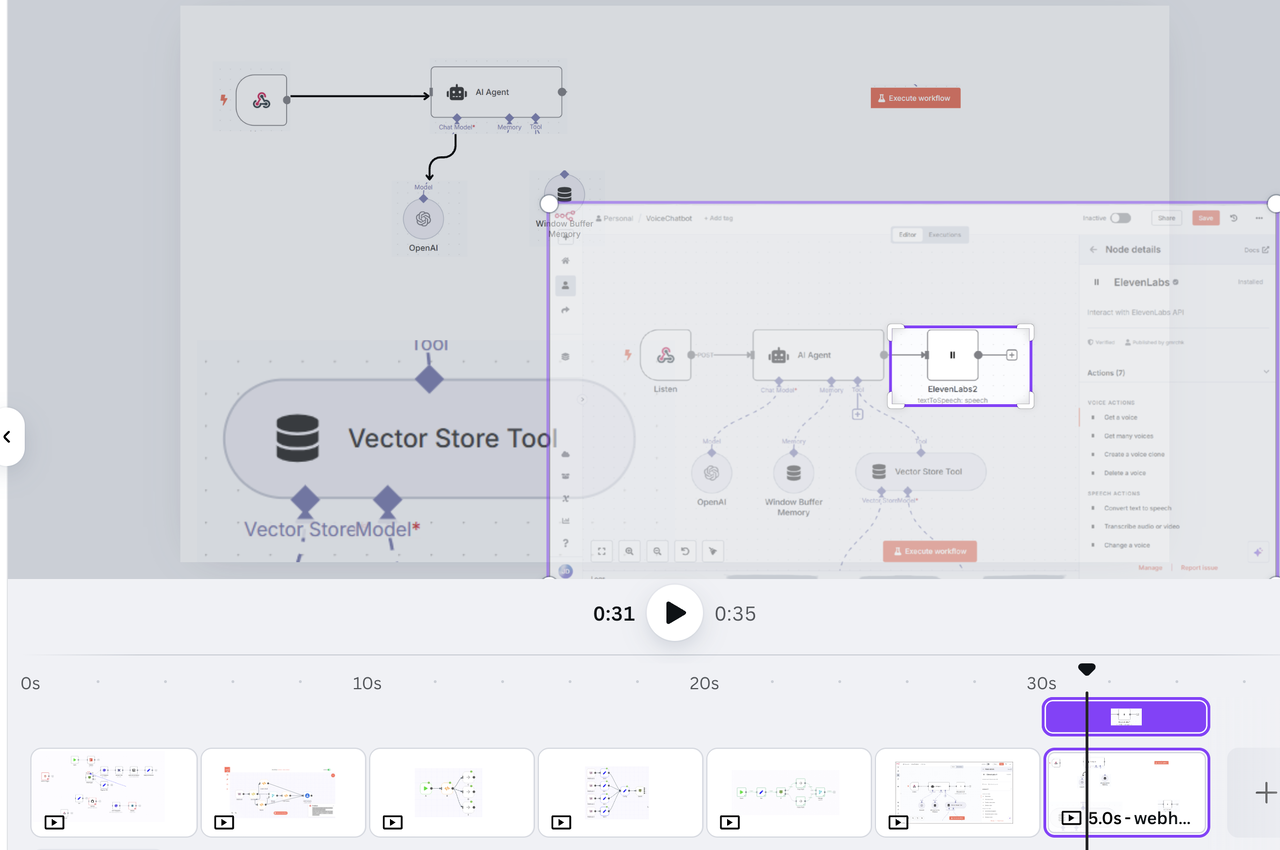 AI Agent
Execute workflow
Chat Model*
Memory
Tool
Model
OpenAI
Window Buffer
Memory
Personal / VoiceChatbot + Add tag
Inactive
Share
Save
Editor
Executions
Node details
Docs
ElevenLabs
Installed
Interact with ElevenLabs API
Verified
Actions (7)
VOICE ACTIONS
Get a voice
Get many voices
Create a voice clone
Delete a voice
SPEECH ACTIONS
Convert text to speech
Transcribe audio or video
Change a voice
Manage
Report issue
POST
Listen
AI Agent
Chat Model*
Memory
Tool
ElevenLabs2
textToSpeech: speech
Model
Memory
Tool
OpenAI
Window Buffer
Memory
Vector Store Tool
Vector Store
Model*
Execute workflow
Tool
Vector Store Tool
Vector Store
Model*
0:31
0:35
0s
10s
20s
30s
5.0s - webh...